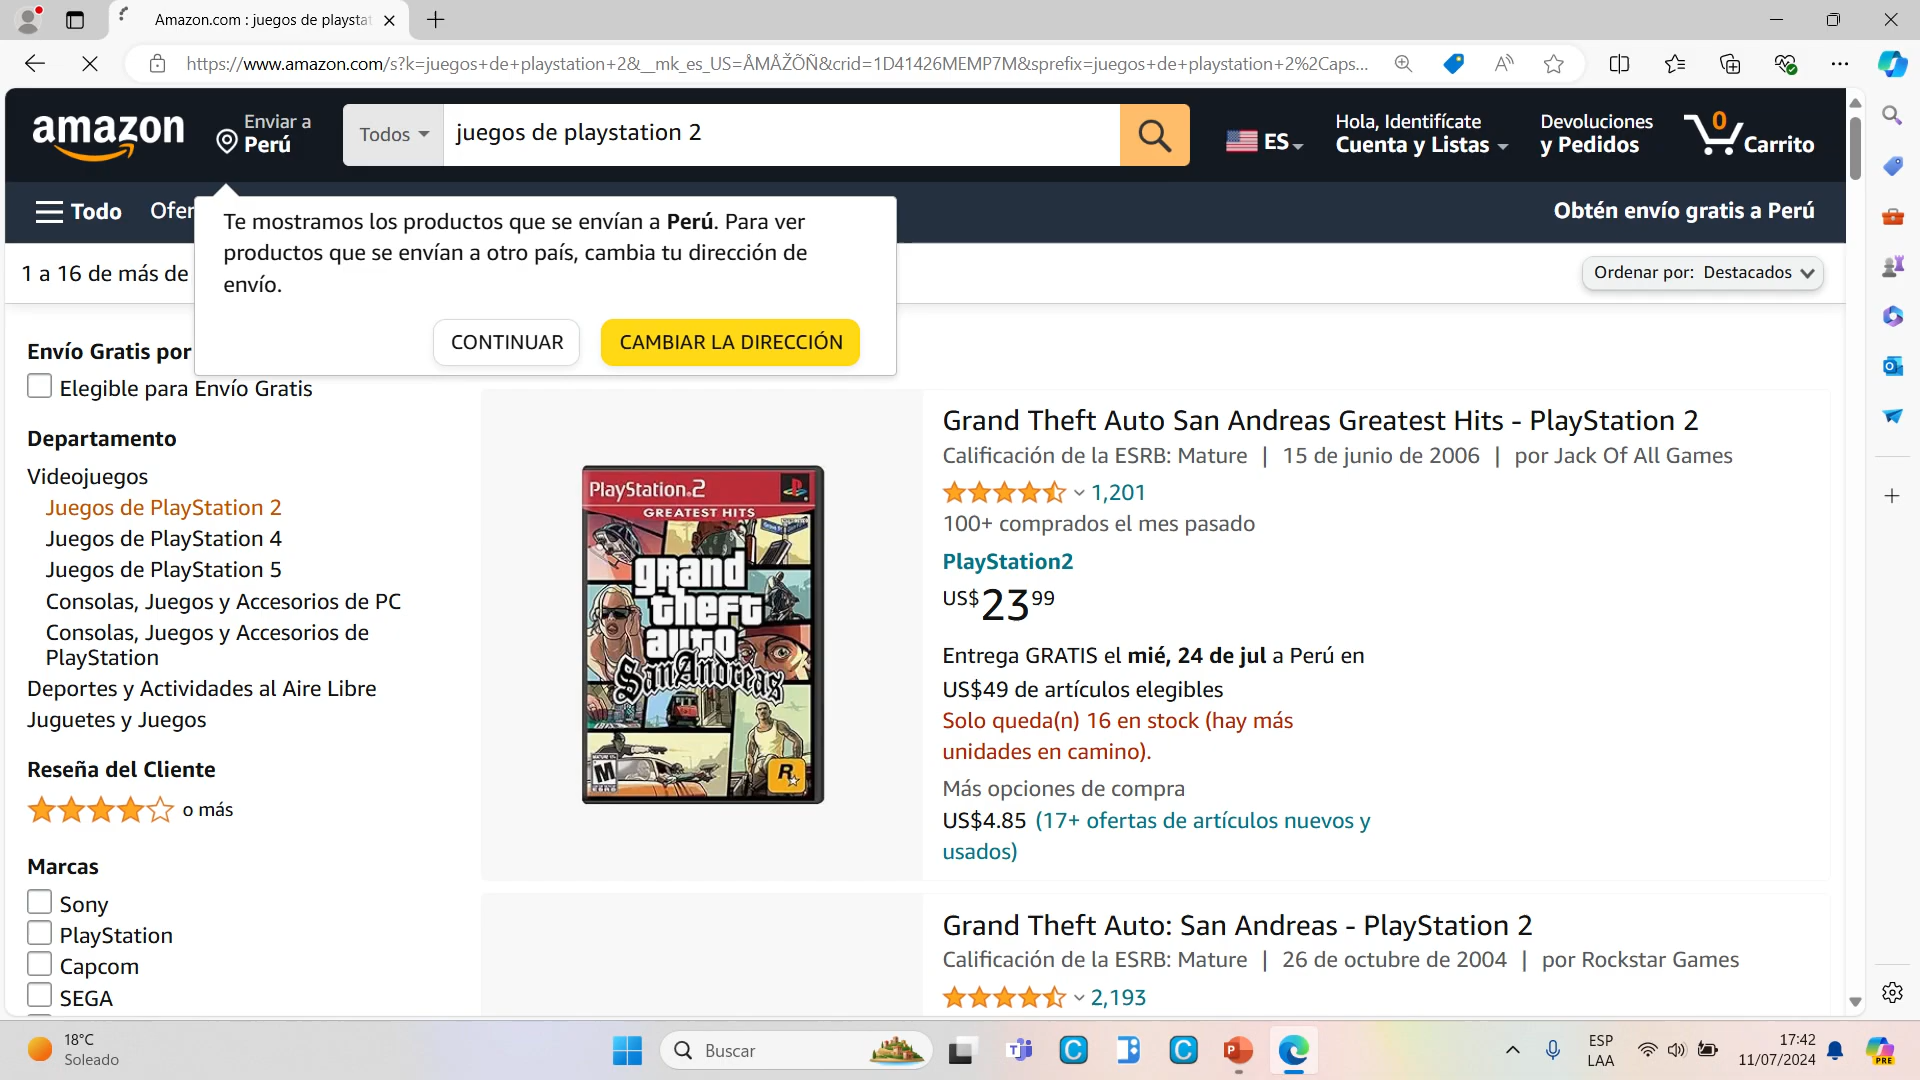 Amazon.com : juegos de playstat
https://www.amazon.com/s?k=juegos+de+playstation+2&__mk_es_US=ÅMÅŽÕÑ&crid=1D41426MEMP7M&sprefix=juegos+de+playstation+2%2Caps...
amazon
Enviar a
Perú
Todos
juegos de playstation 2
ES
Hola, Identifícate
Cuenta y Listas
Devoluciones
y Pedidos
0
Carrito
Todo
Ofer
Obtén envío gratis a Perú
Te mostramos los productos que se envían a Perú. Para ver
productos que se envían a otro país, cambia tu dirección de
envío.
CONTINUAR
CAMBIAR LA DIRECCIÓN
1 a 16 de más de
Ordenar por: Destacados
Envío Gratis por
Elegible para Envío Gratis
Departamento
Videojuegos
Juegos de PlayStation 2
Juegos de PlayStation 4
Juegos de PlayStation 5
Consolas, Juegos y Accesorios de PC
Consolas, Juegos y Accesorios de
PlayStation
Deportes y Actividades al Aire Libre
Juguetes y Juegos
Reseña del Cliente
o más
Marcas
Sony
PlayStation
Capcom
SEGA
PlayStation.2
GREATEST HITS
grand
theft
auto
San Andreas
M
R
Grand Theft Auto San Andreas Greatest Hits - PlayStation 2
Calificación de la ESRB: Mature | 15 de junio de 2006 | por Jack Of All Games
1,201
100+ comprados el mes pasado
PlayStation2
US$23 99
Entrega GRATIS el mié, 24 de jul a Perú en
US$49 de artículos elegibles
Solo queda(n) 16 en stock (hay más
unidades en camino).
Más opciones de compra
US$4.85 (17+ ofertas de artículos nuevos y
usados)
Grand Theft Auto: San Andreas - PlayStation 2
Calificación de la ESRB: Mature | 26 de octubre de 2004 | por Rockstar Games
2,193
18°C
Soleado
Buscar
ESP
LAA
17:42
11/07/2024
PRE